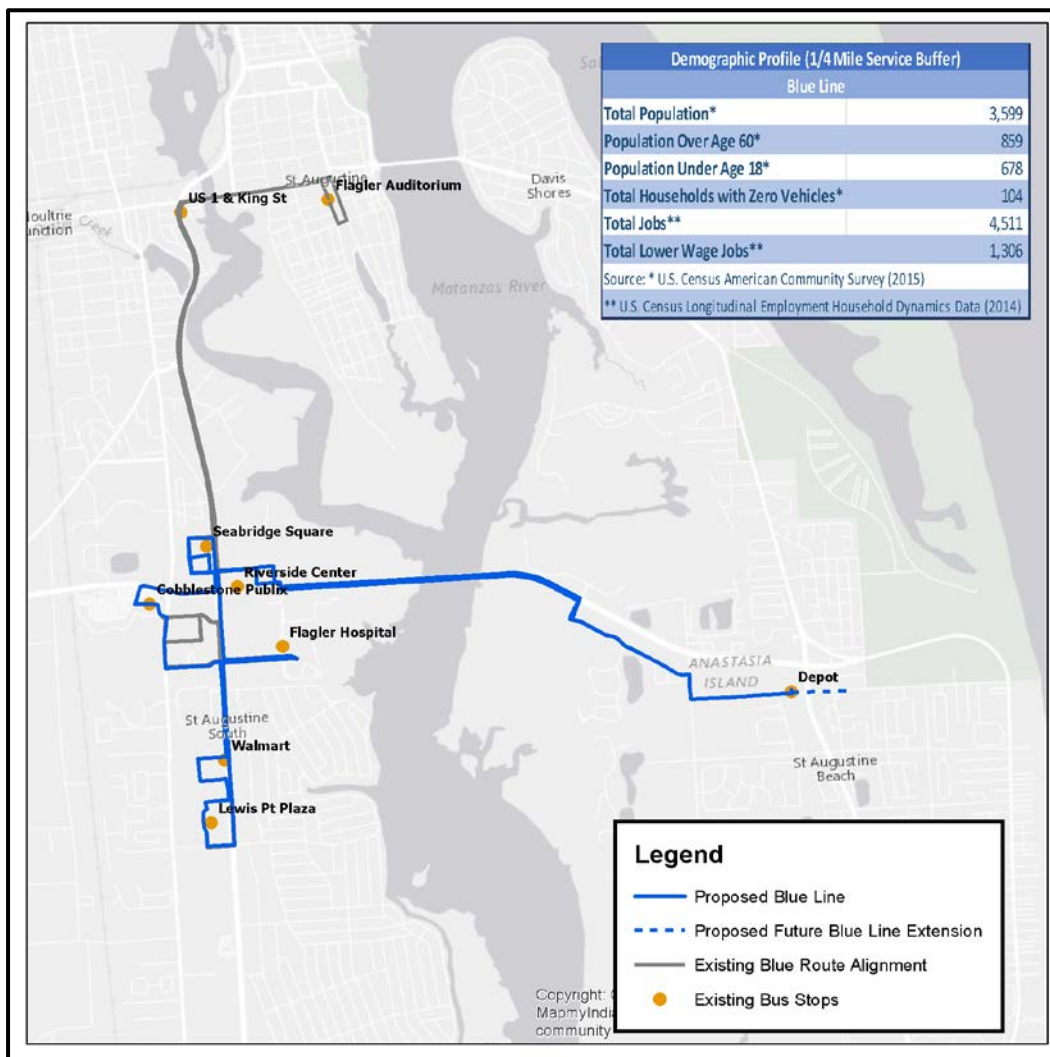 Demographic Profile (1/4 Mile Service Buffer)
Blue Line
Total Population* 3,599
Population Over Age 60* 859
Population Under Age 18* 678
Total Households with Zero Vehicles* 104
Total Jobs** 4,511
Total Lower Wage Jobs** 1,306
Source: * U.S. Census American Community Survey (2015)
** U.S. Census Longitudinal Employment Household Dynamics Data (2014)
St Augustine
Flagler Auditorium
Davis
Shores
US 1 & King St
Creek
Matanzas River
Seabridge Square
Riverside Center
Cobblestone Publix
Flagler Hospital
ANASTASIA
ISLAND
Depot
St Augustine
South
Walmart
St Augustine
Beach
Lewis Pt Plaza
Legend
Proposed Blue Line
Proposed Future Blue Line Extension
Existing Blue Route Alignment
Existing Bus Stops
Copyright:
community